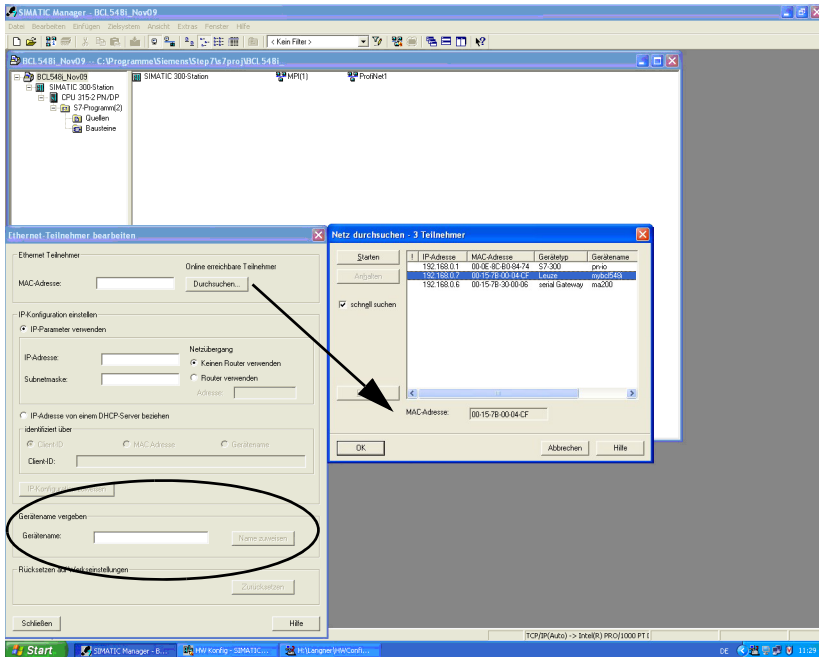 SIMATIC Manager - BCL548i_Nov09
Datei Bearbeiten Einfügen Zielsystem Ansicht Extras Fenster Hilfe
< Kein Filter >
BCL548i_Nov09 -- C:\Programme\Siemens\Step7\s7proj\BCL548i_
BCL548i_Nov09
SIMATIC 300-Station
CPU 315-2 PN/DP
S7-Programm(2)
Quellen
Bausteine
SIMATIC 300-Station
MPI(1)
ProfiNet1
Ethernet-Teilnehmer bearbeiten
Ethernet Teilnehmer
Online erreichbare Teilnehmer
MAC-Adresse:
Durchsuchen...
IP-Konfiguration einstellen
IP-Parameter verwenden
Netzübergang
IP-Adresse:
Keinen Router verwenden
Subnetmaske:
Router verwenden
Adresse:
IP-Adresse von einem DHCP-Server beziehen
identifiziert über
Client-ID
MAC-Adresse
Gerätename
Client-ID:
Gerätename vergeben
Gerätename:
Name zuweisen
Rücksetzen auf Werkseinstellungen
Zurücksetzen
Schließen
Hilfe
Netz durchsuchen - 3 Teilnehmer
Starten
Anhalten
schnell suchen
! IP-Adresse MAC-Adresse Gerätetyp Gerätename
192.168.0.1 00-0E-8C-B0-84-74 S7-300 pn-io
192.168.0.7 00-15-7B-00-04-CF Leuze mybcl548i
192.168.0.6 00-15-7B-30-00-06 serial Gateway ma200
MAC-Adresse:
00-15-7B-00-04-CF
OK
Abbrechen
Hilfe
TCP/IP(Auto) -> Intel(R) PRO/1000 PT
Start
SIMATIC Manager - B...
HW Konfig - SIMATIC...
H:\Langner\HWConfi...
DE
11:29